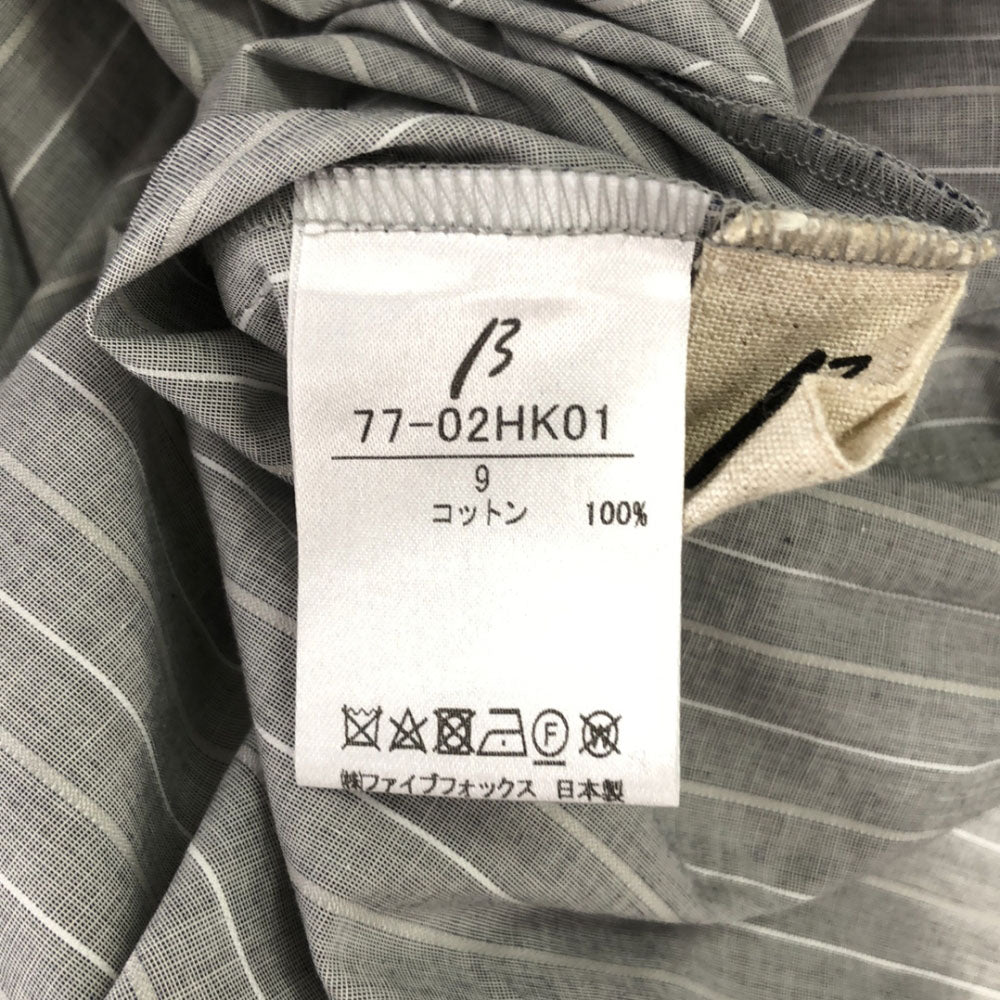 β
77-02HK01
9
コットン 100%
F W
㈱ファイブフォックス 日本製